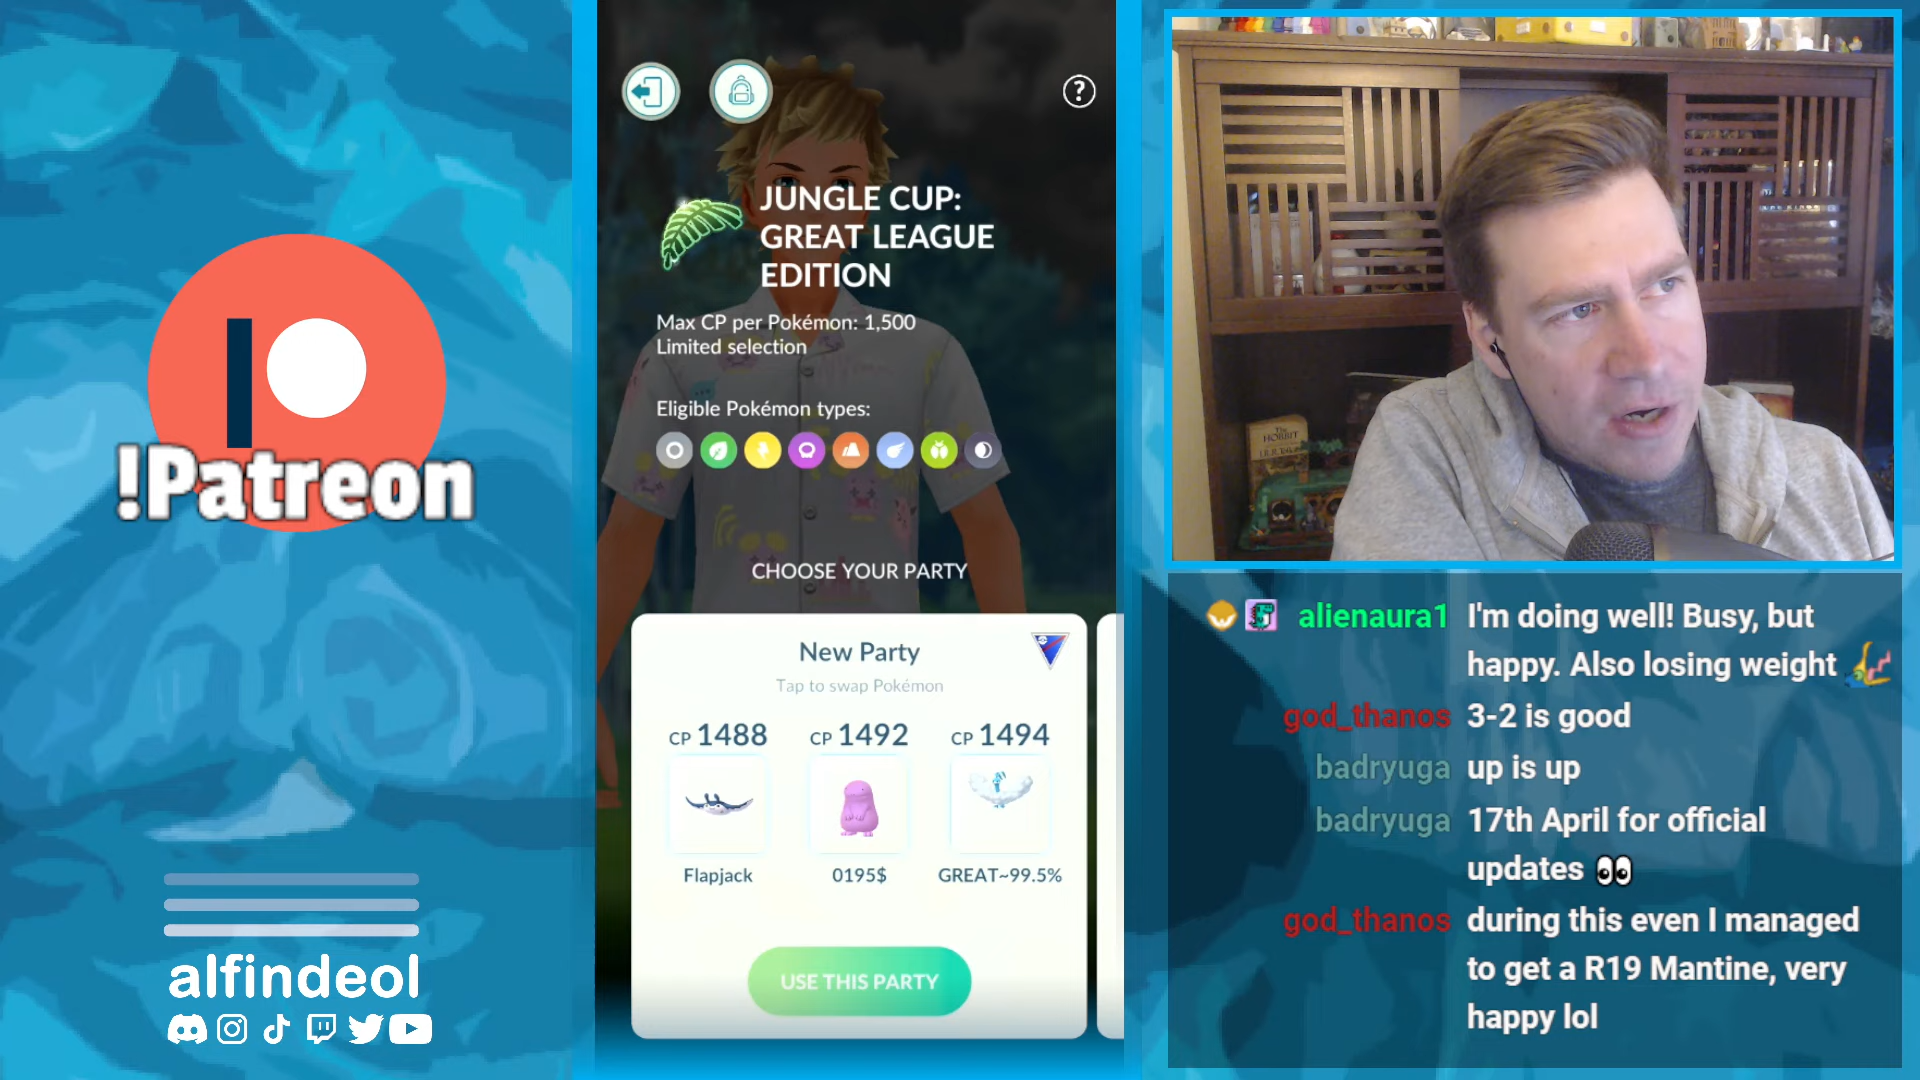 !Patreon
alfindeol
?
JUNGLE CUP:
GREAT LEAGUE
EDITION
Max CP per Pokémon: 1,500
Limited selection
Eligible Pokémon types:
CHOOSE YOUR PARTY
New Party
Tap to swap Pokémon
CP 1488 CP 1492 CP 1494
Flapjack 0195$ GREAT~99.5%
USE THIS PARTY
The
HOBBIT
alienaura1 I'm doing well! Busy, but
happy. Also losing weight
god_thanos 3-2 is good
badryuga up is up
badryuga 17th April for official
updates 👀
god_thanos during this even I managed
to get a R19 Mantine, very
happy lol